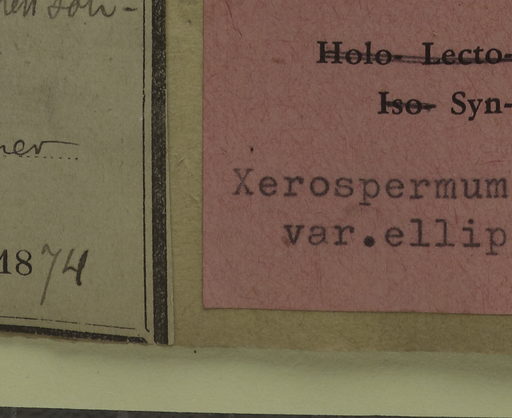 1874
Holo- Lecto-
Iso- Syn-
Xerospermum
var.ellip